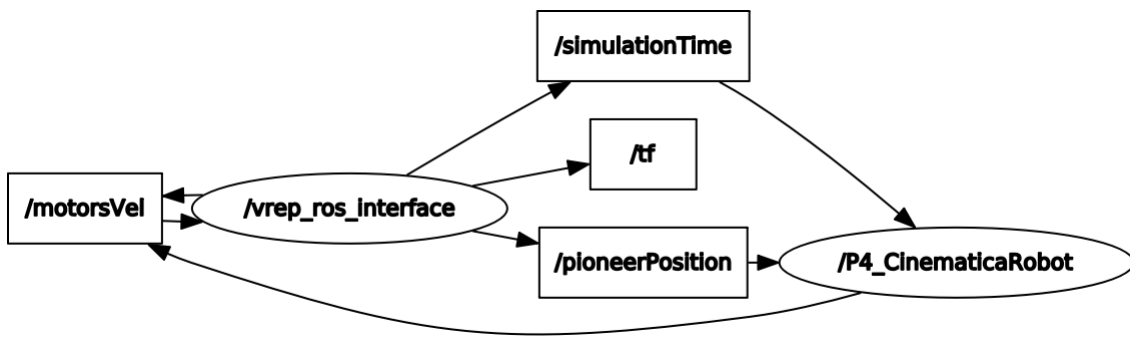 /simulationTime
/tf
/motorsVel
/vrep_ros_interface
/pioneerPosition
/P4_CinematicaRobot